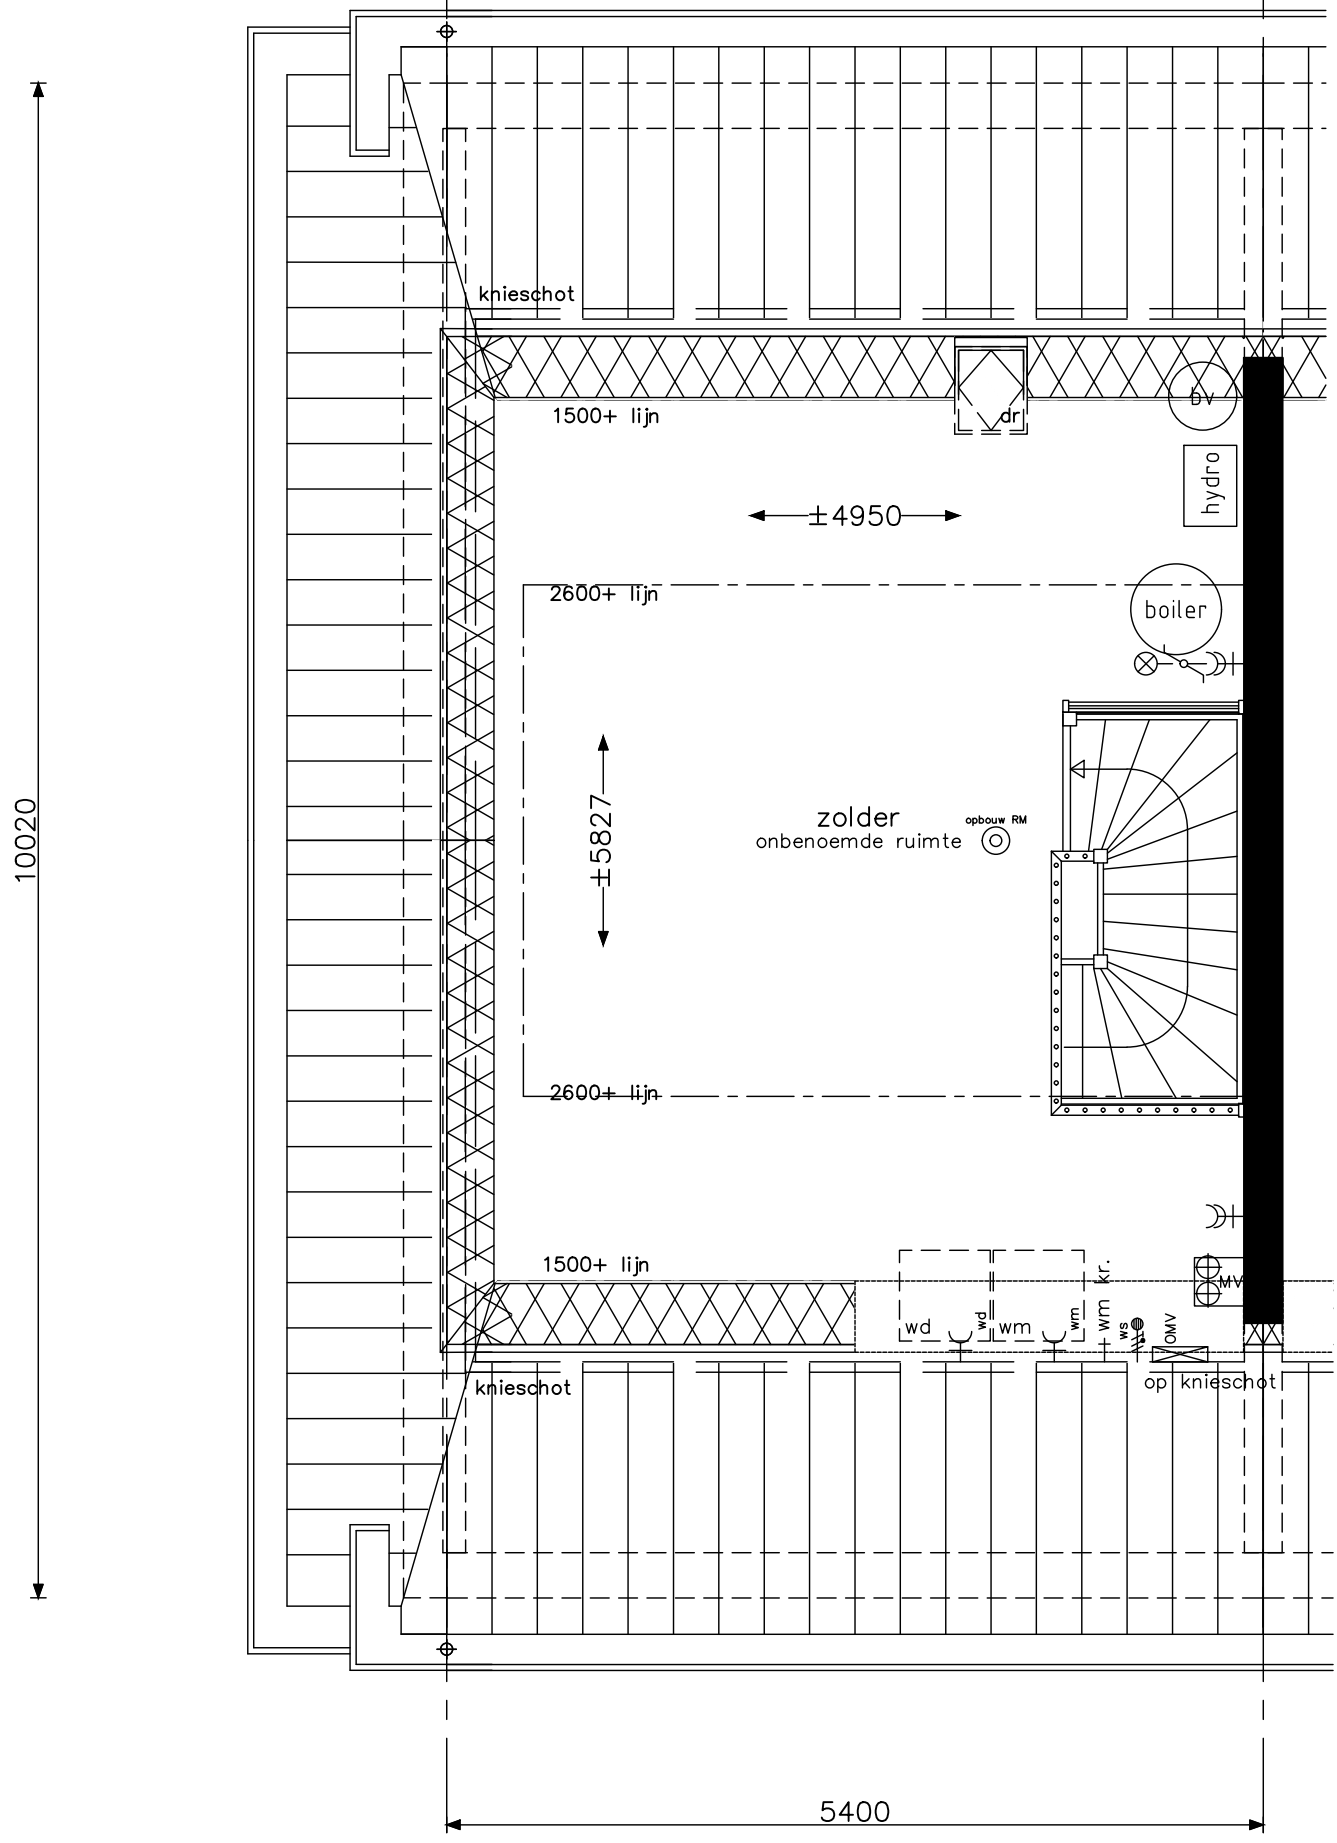 knieschot
1500+ lijn
dr
bv
hydro
±4950
2600+ lijn
boiler
10020
±5827
zolder
onbenoemde ruimte
opbouw RM
2600+ lijn
1500+ lijn
wd
wd
wm
wm
wm kr.
ws
OMV
MV
op knieschot
knieschot
5400